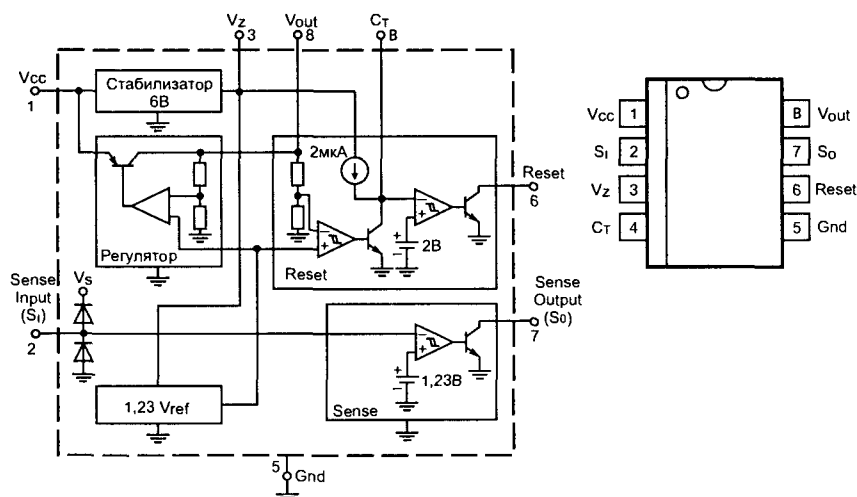 Vz
3
Vout
8
CT
8
Vcc
1
Стабилизатор
6В
2мкА
Регулятор
Reset
2В
Reset
6
Sense
Input
(SI)
2
Vs
1,23В
Sense
Sense
Output
(S0)
7
1,23 Vref
5
Gnd
Vcc 1
8 Vout
SI 2
7 So
Vz 3
6 Reset
CT 4
5 Gnd